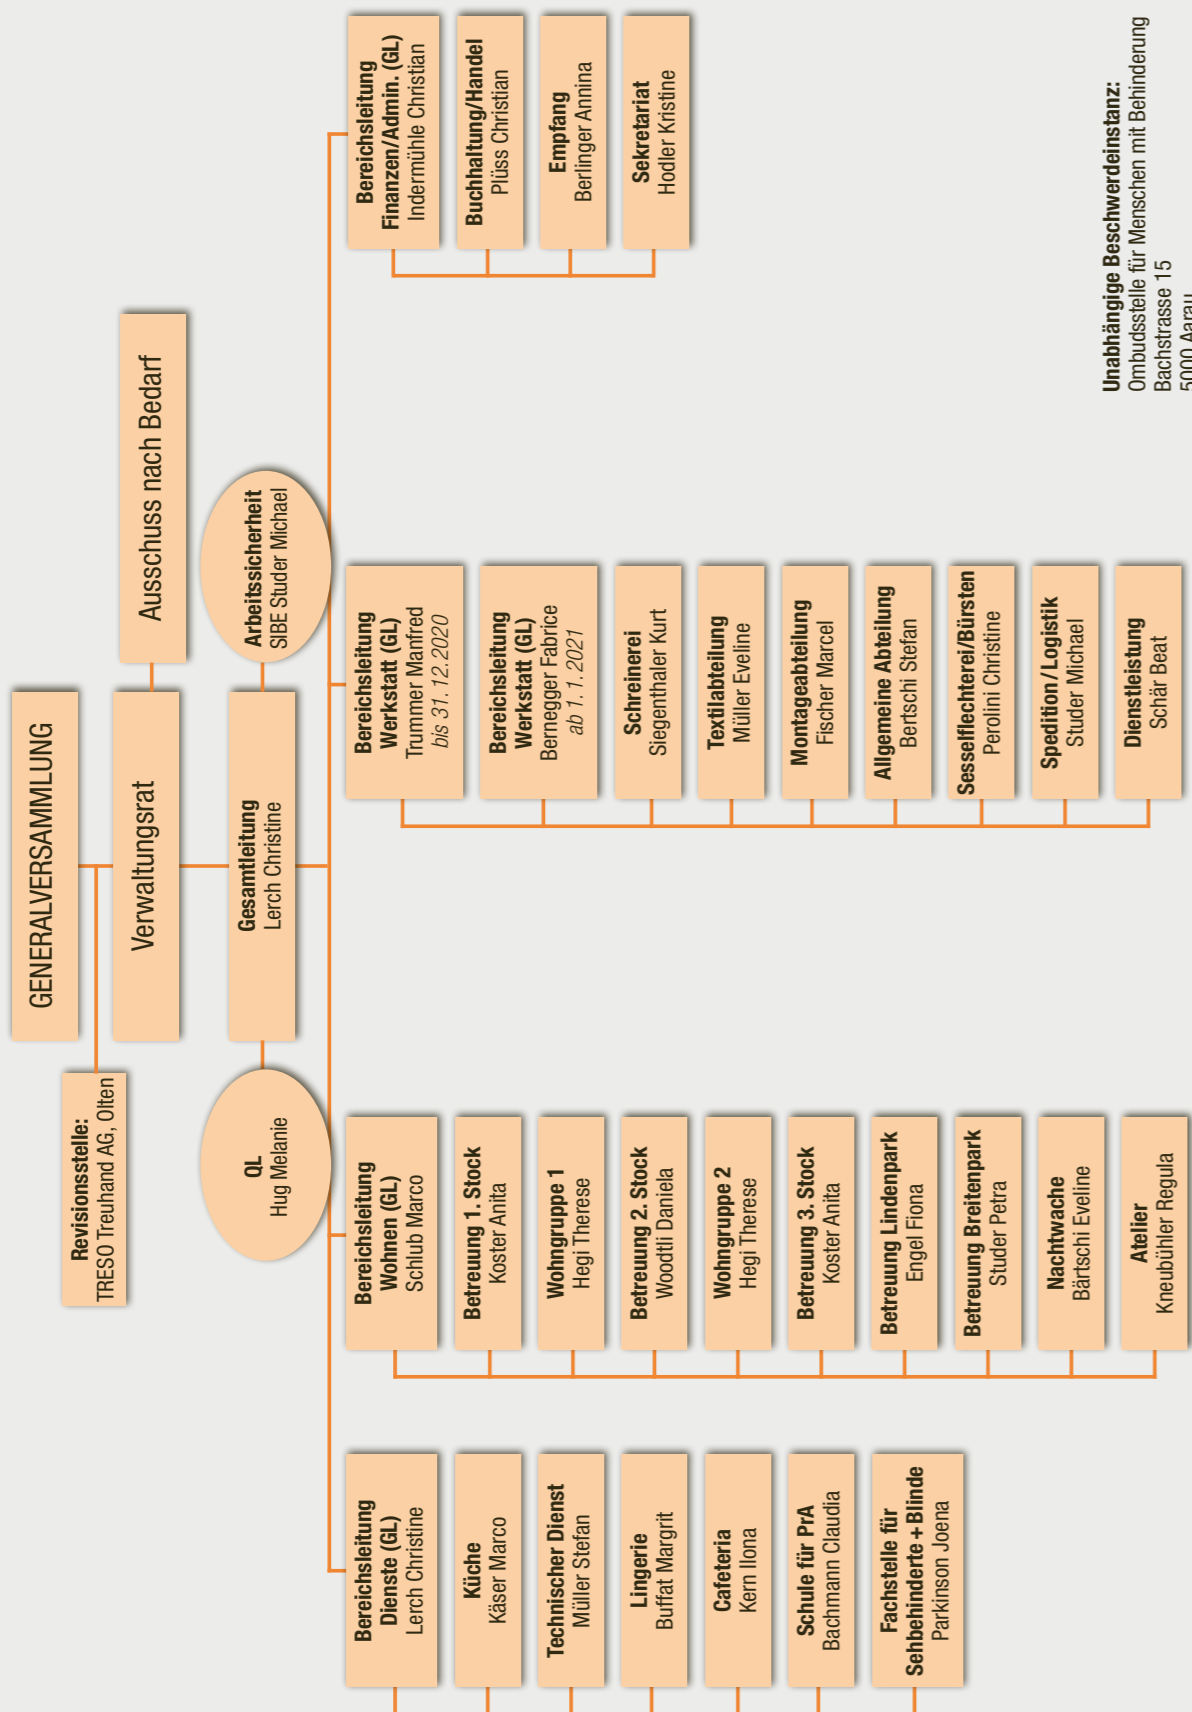 GENERALVERSAMMLUNG
Revisionsstelle:
TRESO Treuhand AG, Olten
Verwaltungsrat
Ausschuss nach Bedarf
QL
Hug Melanie
Gesamtleitung
Lerch Christine
Arbeitssicherheit
SIBE Studer Michael
Bereichsleitung
Dienste (GL)
Lerch Christine
Küche
Käser Marco
Technischer Dienst
Müller Stefan
Lingerie
Buffat Margrit
Cafeteria
Kern Ilona
Schule für PrA
Bachmann Claudia
Fachstelle für
Sehbehinderte + Blinde
Parkinson Joena
Bereichsleitung
Wohnen (GL)
Schlub Marco
Betreuung 1. Stock
Koster Anita
Wohngruppe 1
Hegi Therese
Betreuung 2. Stock
Woodtli Daniela
Wohngruppe 2
Hegi Therese
Betreuung 3. Stock
Koster Anita
Betreuung Lindenpark
Engel Fiona
Betreuung Breitenpark
Studer Petra
Nachtwache
Bärtschi Eveline
Atelier
Kneubühler Regula
Bereichsleitung
Werkstatt (GL)
Trummer Manfred
bis 31. 12. 2020
Bereichsleitung
Werkstatt (GL)
Bernegger Fabrice
ab 1. 1. 2021
Schreinerei
Siegenthaler Kurt
Textilabteilung
Müller Eveline
Montageabteilung
Fischer Marcel
Allgemeine Abteilung
Bertschi Stefan
Sesselflechterei/Bürsten
Perolini Christine
Spedition / Logistik
Studer Michael
Dienstleistung
Schär Beat
Bereichsleitung
Finanzen/Admin. (GL)
Indermühle Christian
Buchhaltung/Handel
Plüss Christian
Empfang
Berlinger Annina
Sekretariat
Hodler Kristine
Unabhängige Beschwerdeinstanz:
Ombudsstelle für Menschen mit Behinderung
Bachstrasse 15
5000 Aarau